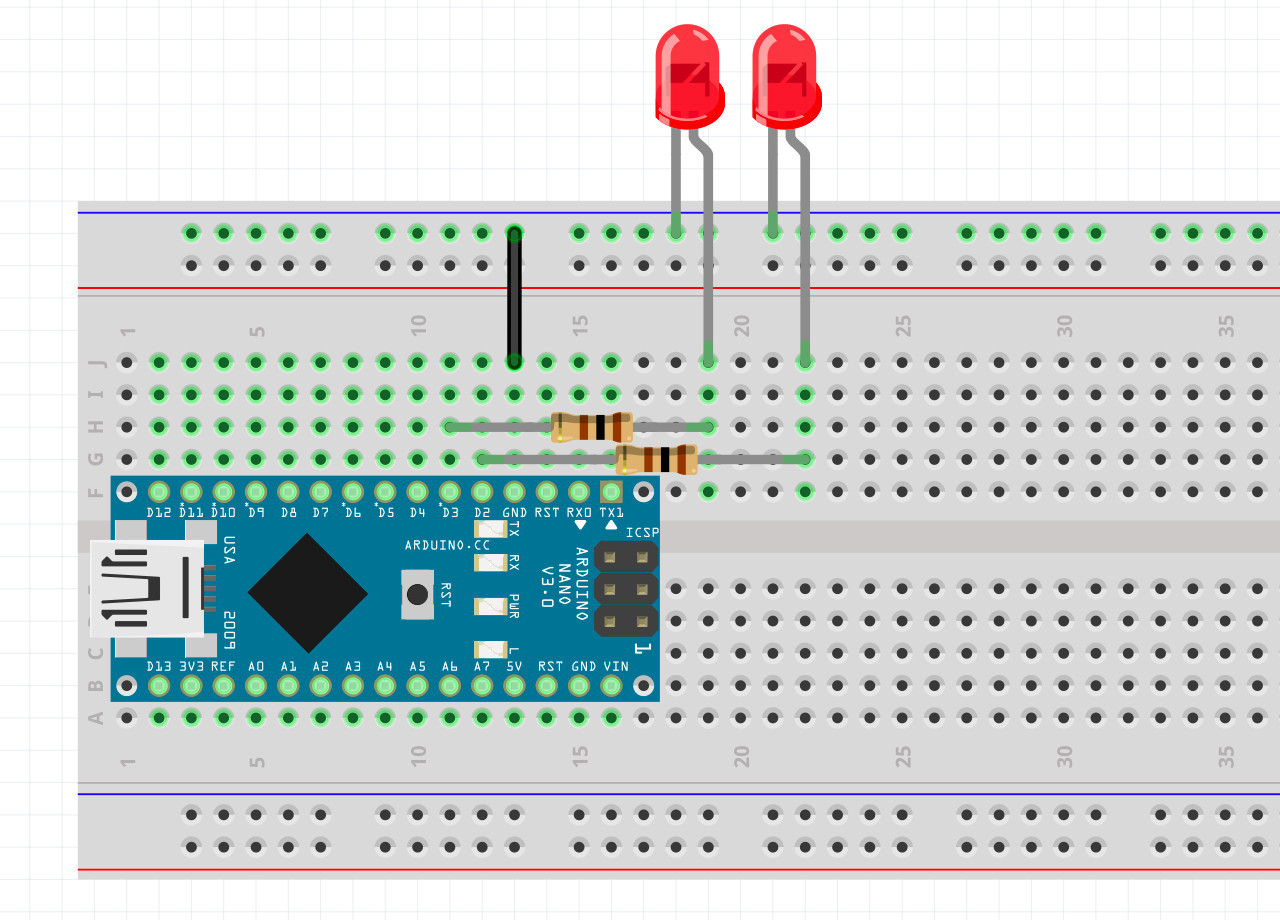 1 5 10 15 20 25 30 35
J
I
H
G
F
D12 *D11 *D10 *D9 D8 D7 *D6 *D5 D4 *D3 D2 GND RST RX0 TX1
ICSP
ARDUINO.CC
TX
RX
PWR
L
RST
ARDUINO
NANO
V3.0
USA
2009
1
D13 3V3 REF A0 A1 A2 A3 A4 A5 A6 A7 5V RST GND VIN
C
B
A
1 5 10 15 20 25 30 35